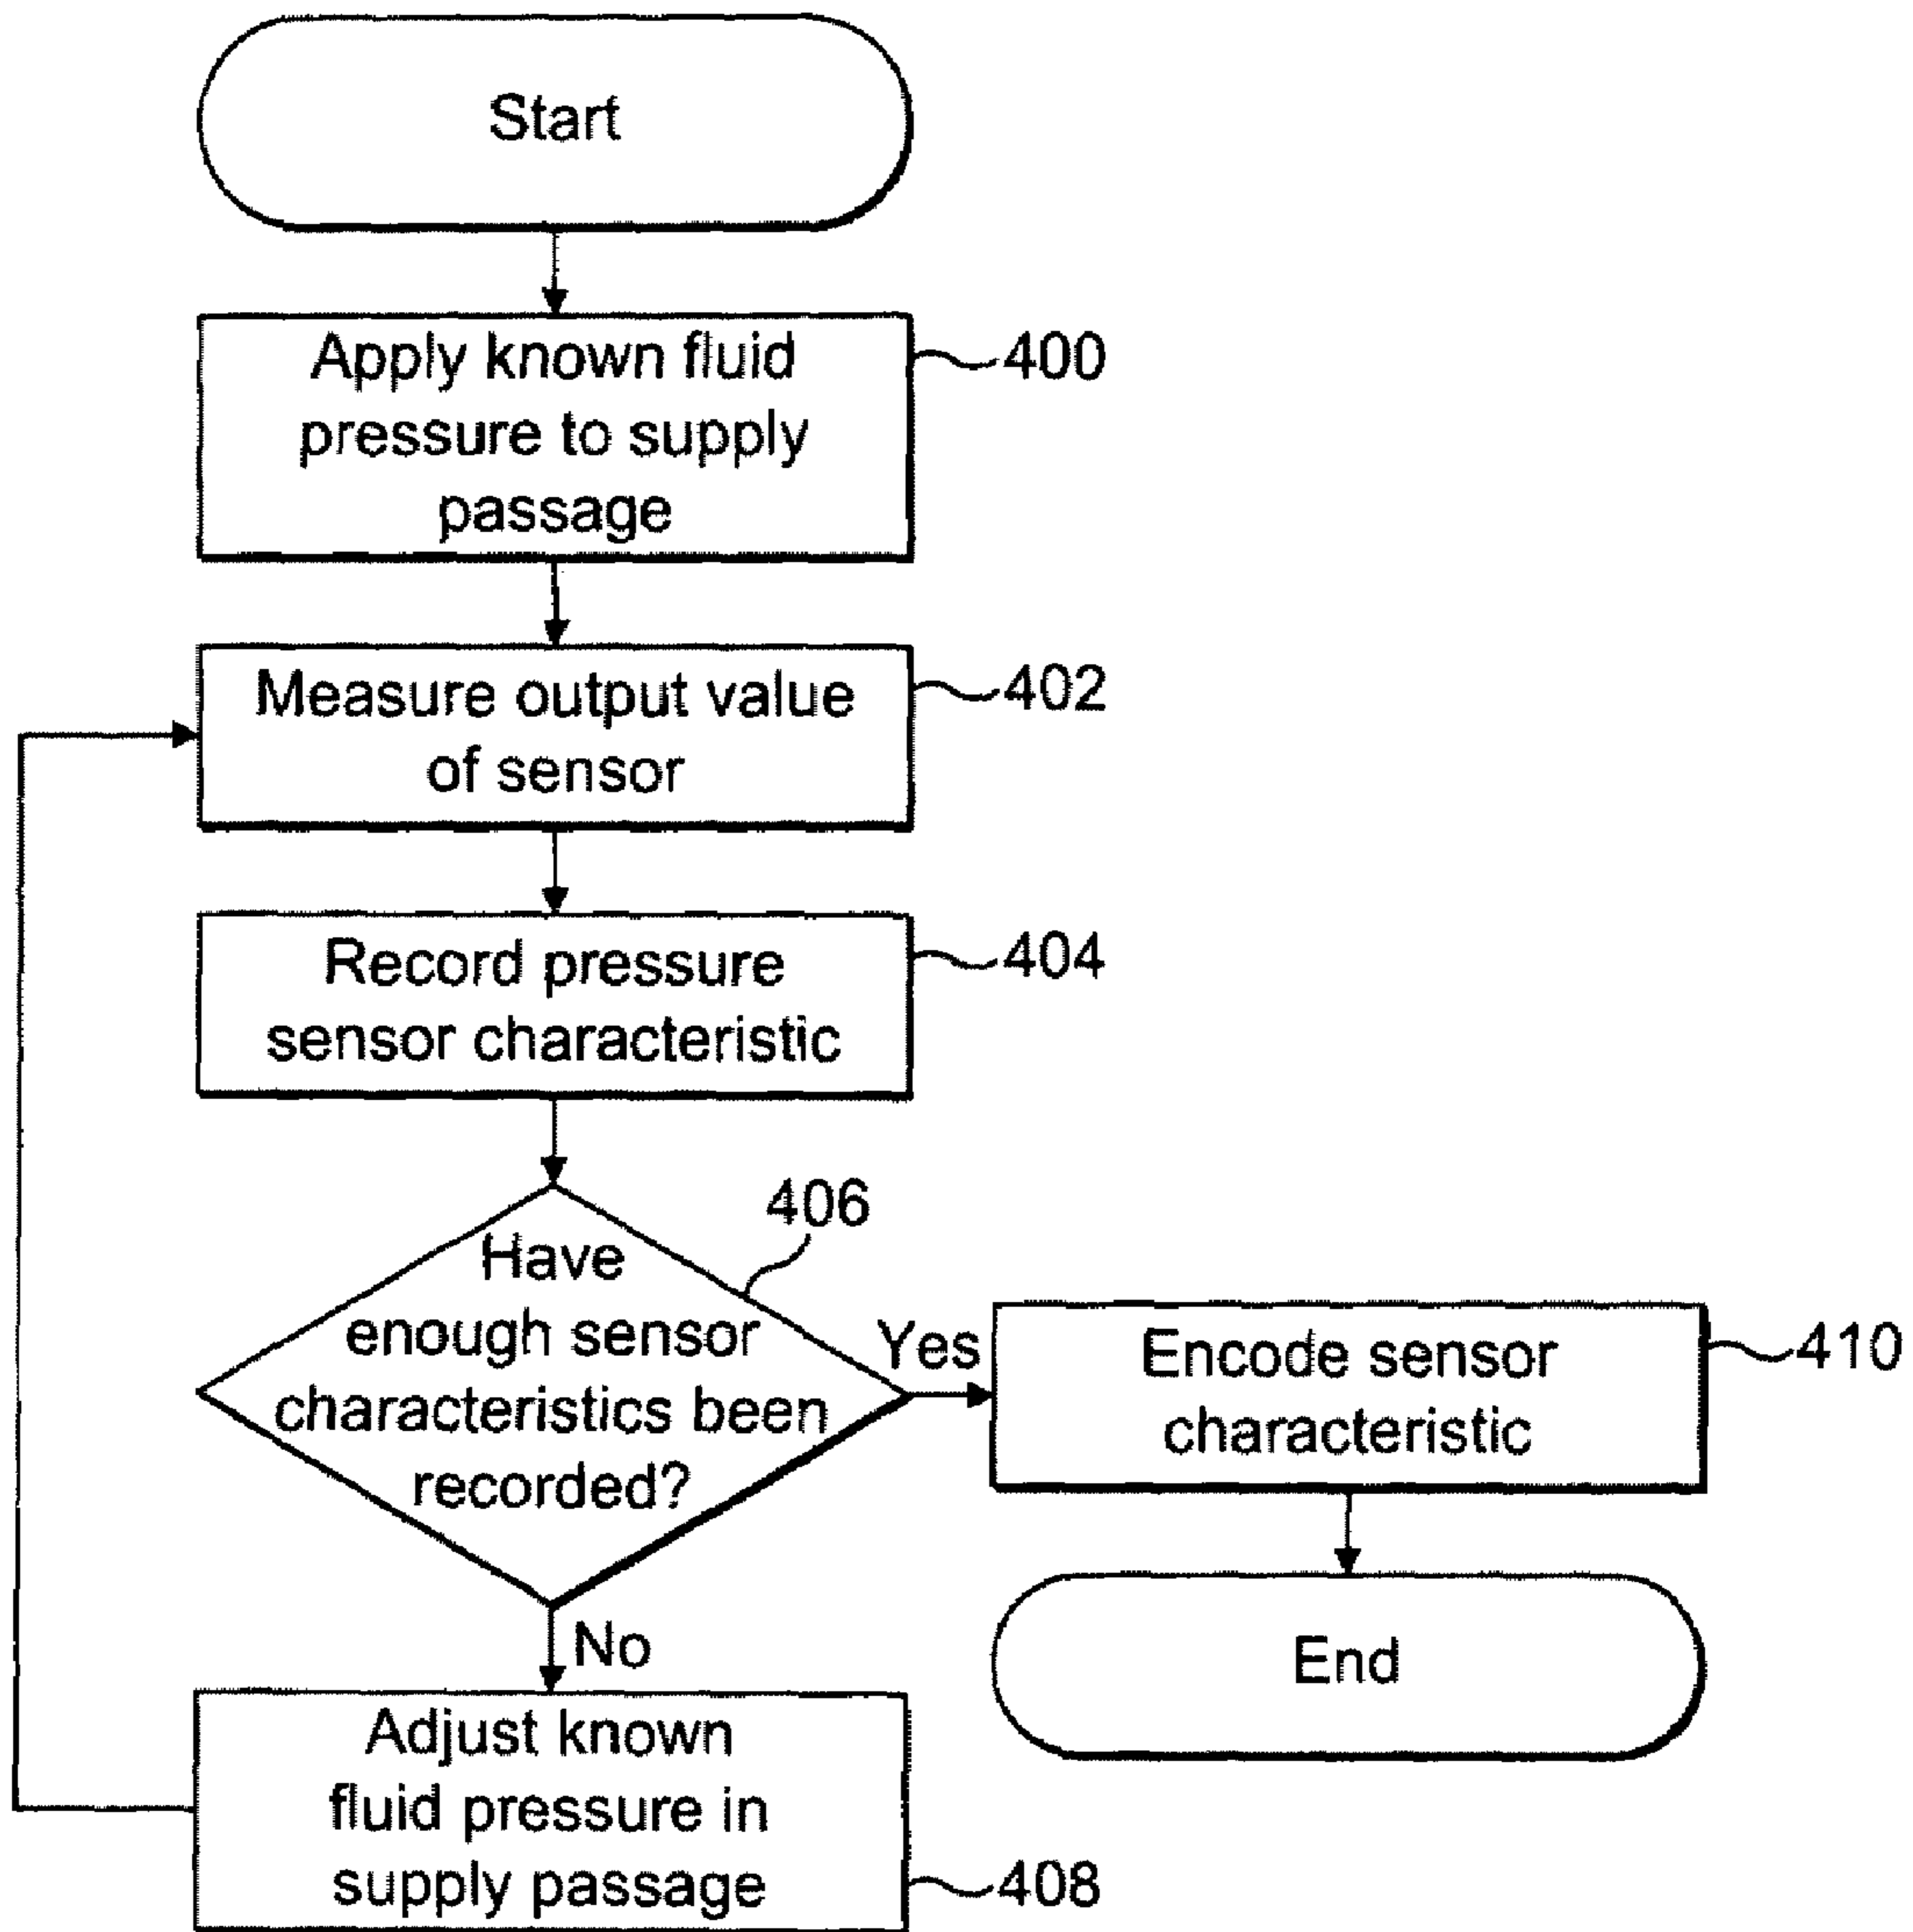 Start
Apply known fluid
pressure to supply
passage
400
Measure output value
of sensor
402
Record pressure
sensor characteristic
404
Have
enough sensor
characteristics been
recorded?
406
Yes
Encode sensor
characteristic
410
End
No
Adjust known
fluid pressure in
supply passage
408